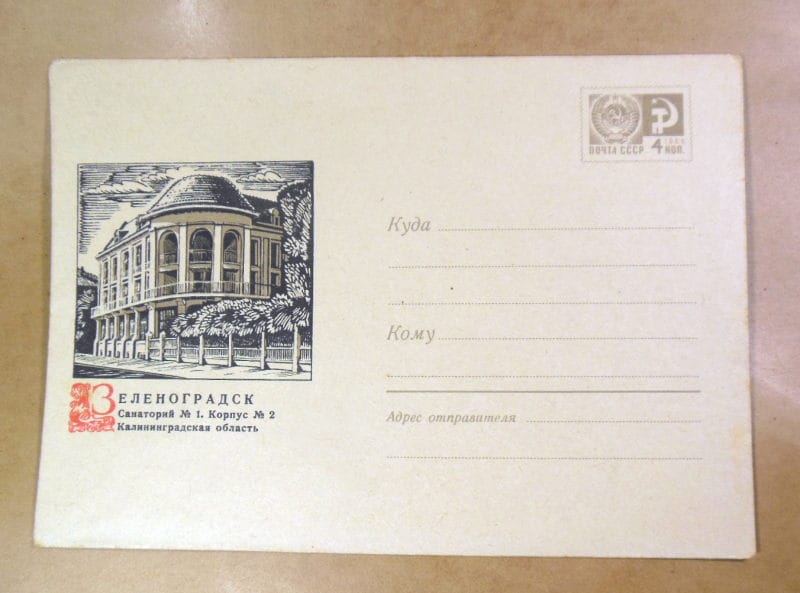 ПОЧТА СССР
4
КОП.
Куда
Кому
Адрес отправителя
ЗЕЛЕНОГРАДСК
Санаторий № 1. Корпус № 2
Калининградская область